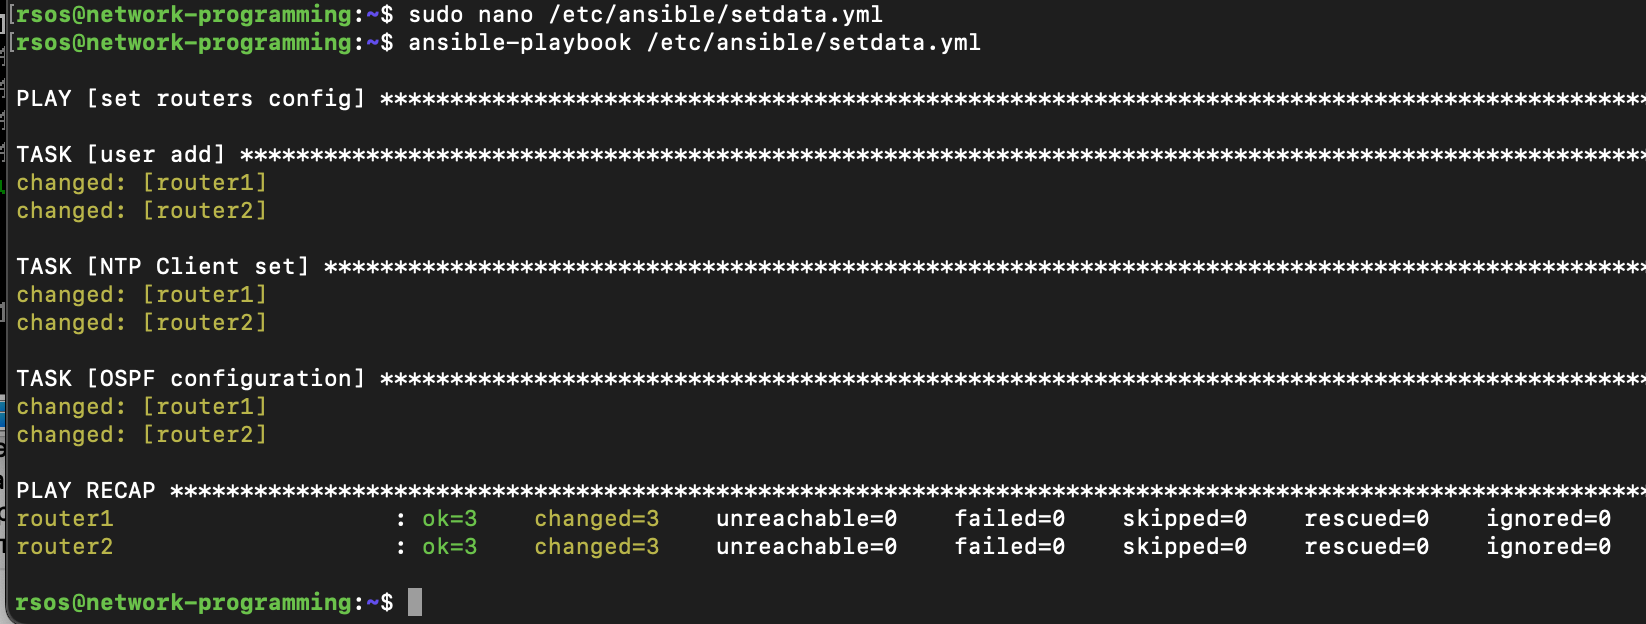 [rsos@network-programming:~$ sudo nano /etc/ansible/setdata.yml
[rsos@network-programming:~$ ansible-playbook /etc/ansible/setdata.yml
PLAY [set routers config] ******************************************************************************************
TASK [user add] ****************************************************************************************************
changed: [router1]
changed: [router2]
TASK [NTP Client set] **********************************************************************************************
changed: [router1]
changed: [router2]
TASK [OSPF configuration] ******************************************************************************************
changed: [router1]
changed: [router2]
PLAY RECAP *********************************************************************************************************
router1                    : ok=3    changed=3    unreachable=0    failed=0    skipped=0    rescued=0    ignored=0
router2                    : ok=3    changed=3    unreachable=0    failed=0    skipped=0    rescued=0    ignored=0
rsos@network-programming:~$